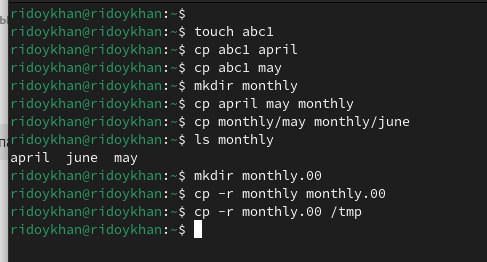 ridoykhan@ridoykhan:~$
ridoykhan@ridoykhan:~$ touch abc1
ridoykhan@ridoykhan:~$ cp abc1 april
ridoykhan@ridoykhan:~$ cp abc1 may
ridoykhan@ridoykhan:~$ mkdir monthly
ridoykhan@ridoykhan:~$ cp april may monthly
ridoykhan@ridoykhan:~$ cp monthly/may monthly/june
ridoykhan@ridoykhan:~$ ls monthly
april  june  may
ridoykhan@ridoykhan:~$ mkdir monthly.00
ridoykhan@ridoykhan:~$ cp -r monthly monthly.00
ridoykhan@ridoykhan:~$ cp -r monthly.00 /tmp
ridoykhan@ridoykhan:~$